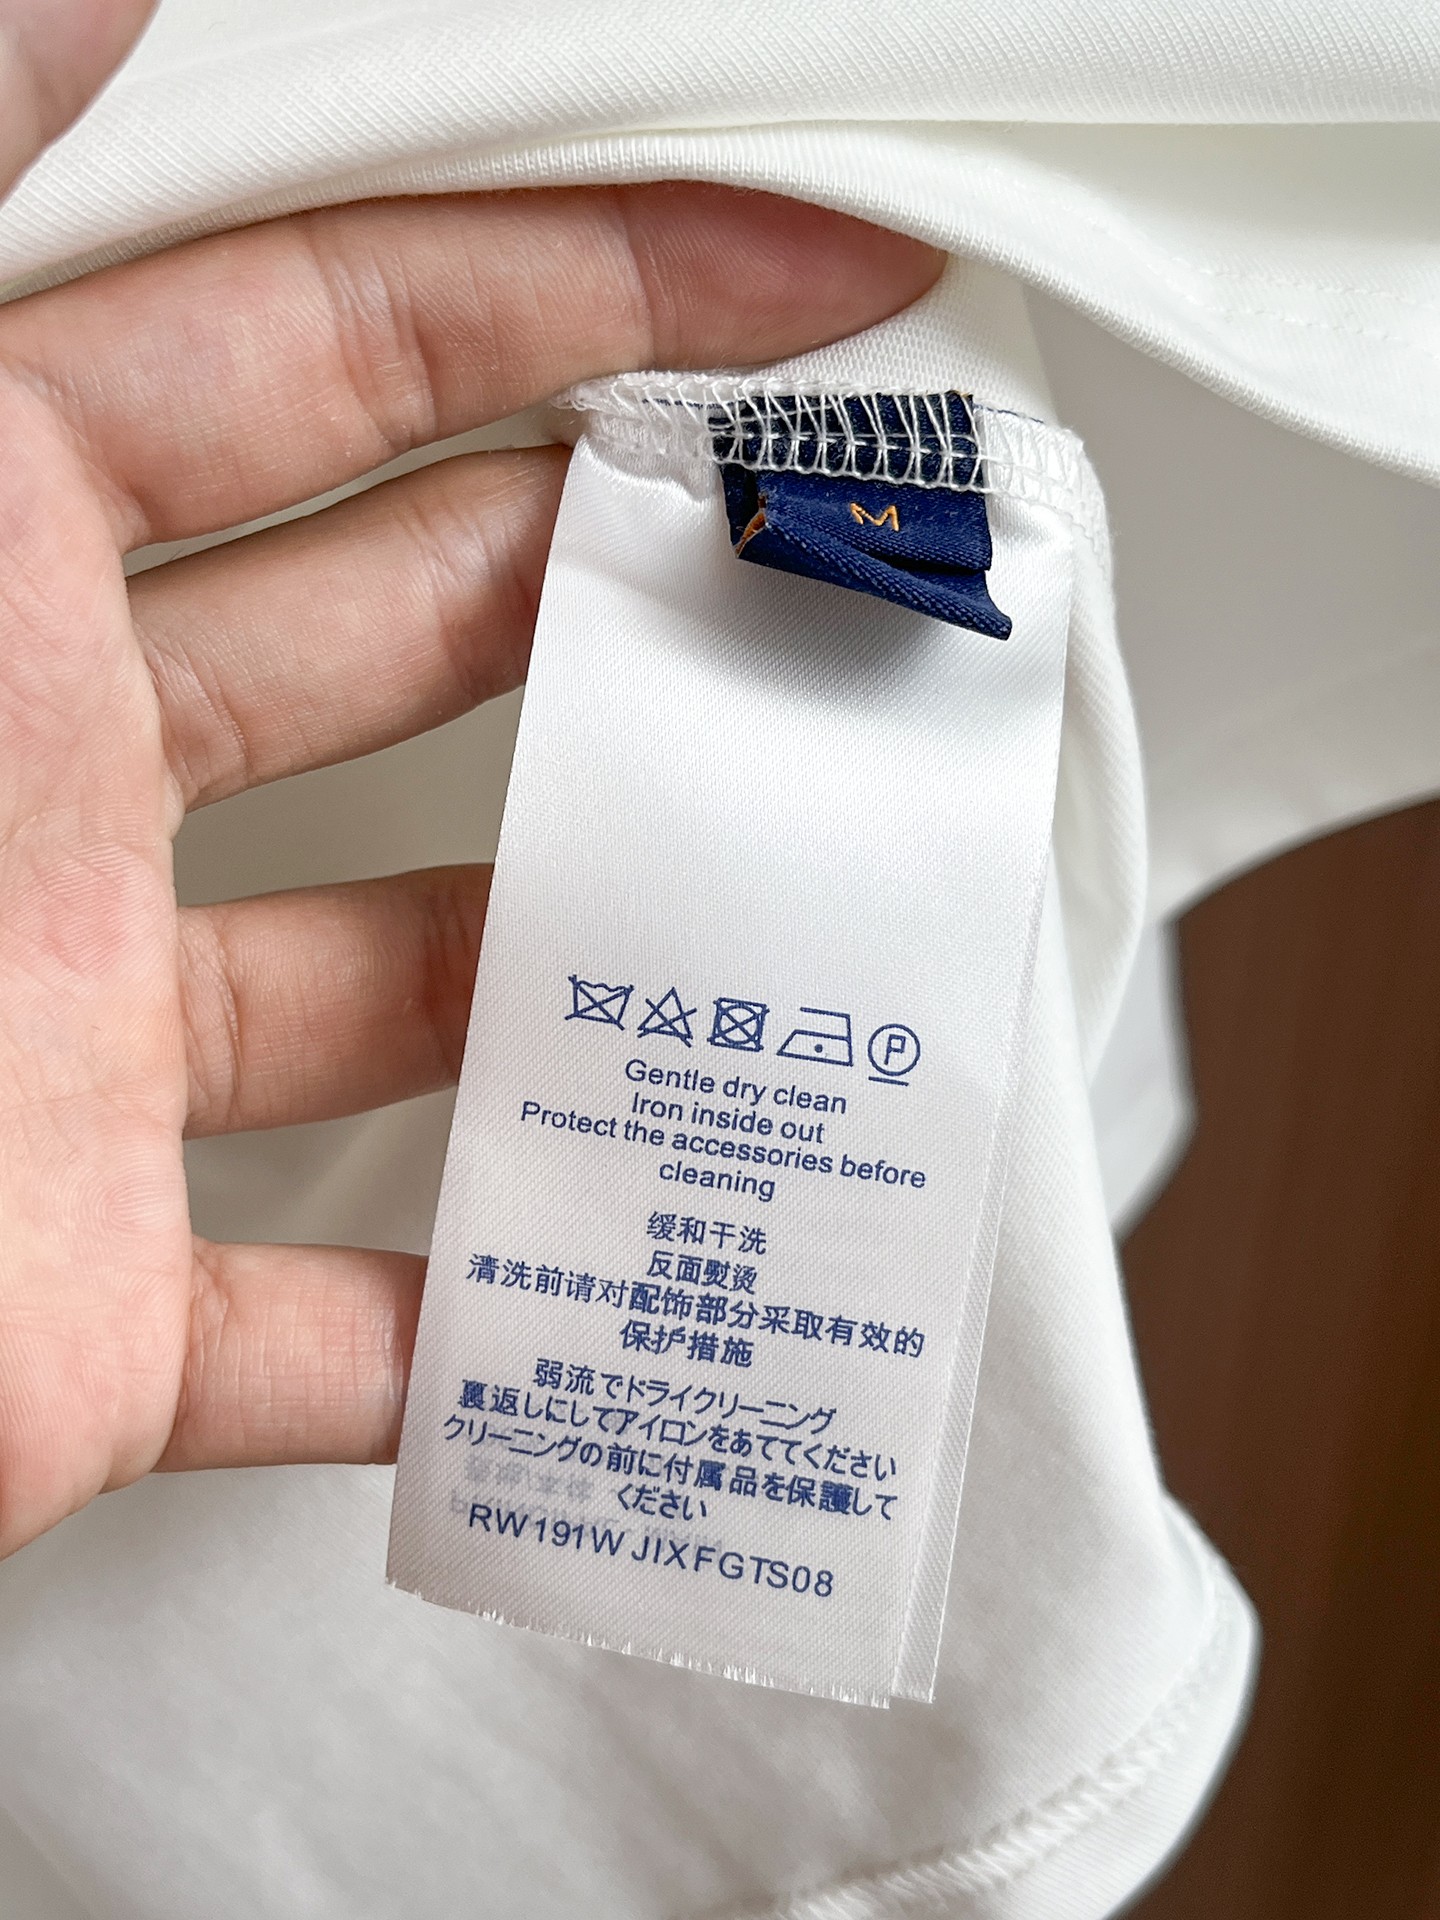 M
P
Gentle dry clean
Iron inside out
Protect the accessories before
cleaning
缓和干洗
反面熨烫
清洗前请对配饰部分采取有效的
保护措施
弱流でドライクリーニング
裏返しにしてアイロンをあててください
クリーニングの前に付属品を保護して
ください
RW191W JIXFGTS08